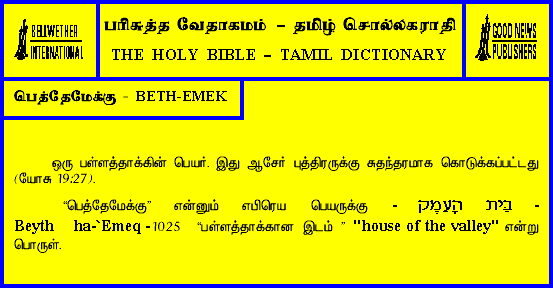 BELLWETHER
INTERNATIONAL
பரிசுத்த வேதாகமம் – தமிழ் சொல்லகராதி
THE HOLY BIBLE – TAMIL DICTIONARY
GOOD NEWS
PUBLISHERS
பெத்தேமேக்கு - BETH-EMEK
ஒரு பள்ளத்தாக்கின் பெயர். இது ஆசேர் புத்திரருக்கு சுதந்தரமாக கொடுக்கப்பட்டது
(யோசு 19:27).
“பெத்தேமேக்கு” என்னும் எபிரெய பெயருக்கு - בֵּית הָעֵמֶק -
Beyth ha-`Emeq -1025 “பள்ளத்தாக்கான இடம் ” "house of the valley" என்று
பொருள்.